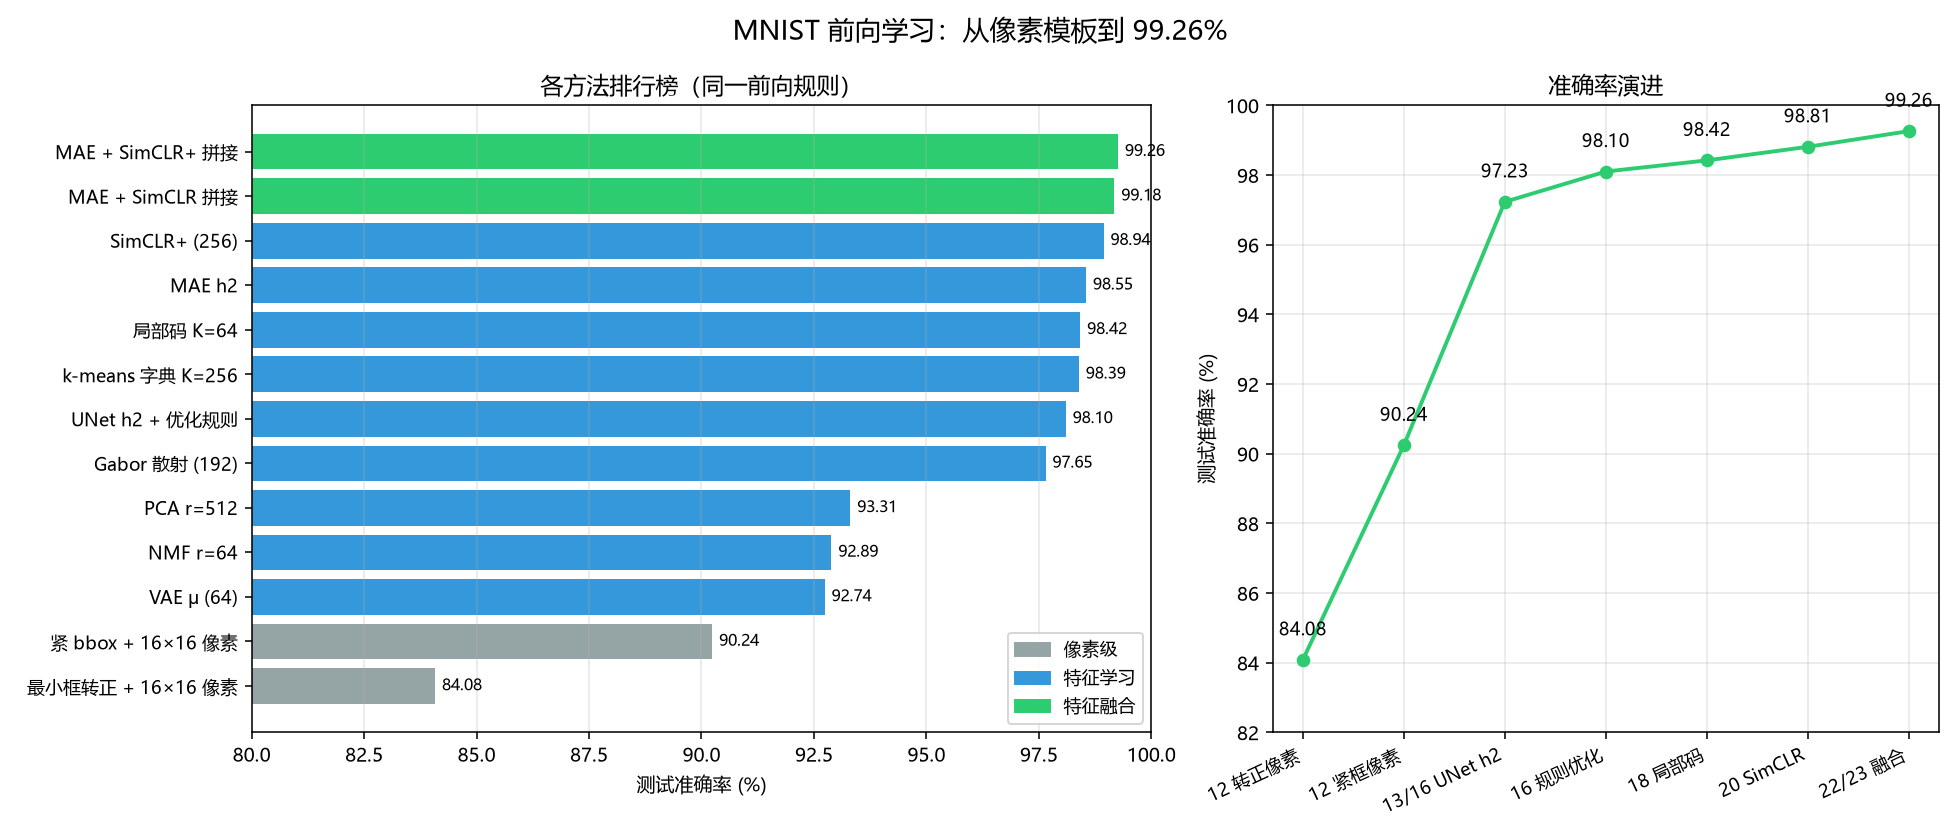 MNIST 前向学习：从像素模板到 99.26%
各方法排行榜（同一前向规则）
MAE + SimCLR+ 拼接
99.26
MAE + SimCLR 拼接
99.18
SimCLR+ (256)
98.94
MAE h2
98.55
局部码 K=64
98.42
k-means 字典 K=256
98.39
UNet h2 + 优化规则
98.10
Gabor 散射 (192)
97.65
PCA r=512
93.31
NMF r=64
92.89
VAE μ (64)
92.74
紧 bbox + 16×16 像素
90.24
最小框转正 + 16×16 像素
84.08
像素级
特征学习
特征融合
80.0 82.5 85.0 87.5 90.0 92.5 95.0 97.5 100.0
测试准确率 (%)
准确率演进
测试准确率 (%)
100
98
96
94
92
90
88
86
84
82
84.08
90.24
97.23
98.10
98.42
98.81
99.26
12 转正像素
12 紧框像素
13/16 UNet h2
16 规则优化
18 局部码
20 SimCLR
22/23 融合